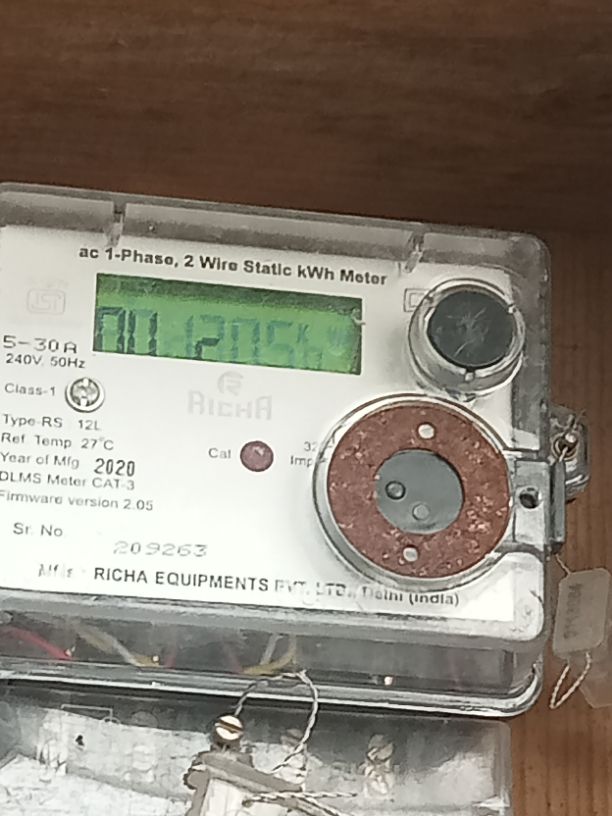 ac 1-Phase, 2 Wire Static kWh Meter
5-30A
240V, 50Hz
Class-1
RICHA
Type-RS 12L
Ref. Temp. 27°C
Cal
Imp
Year of Mfg 2020
DLMS Meter CAT-3
Firmware version 2.05
Sr. No.
209263
RICHA EQUIPMENTS PVT. LTD., Delhi (India)